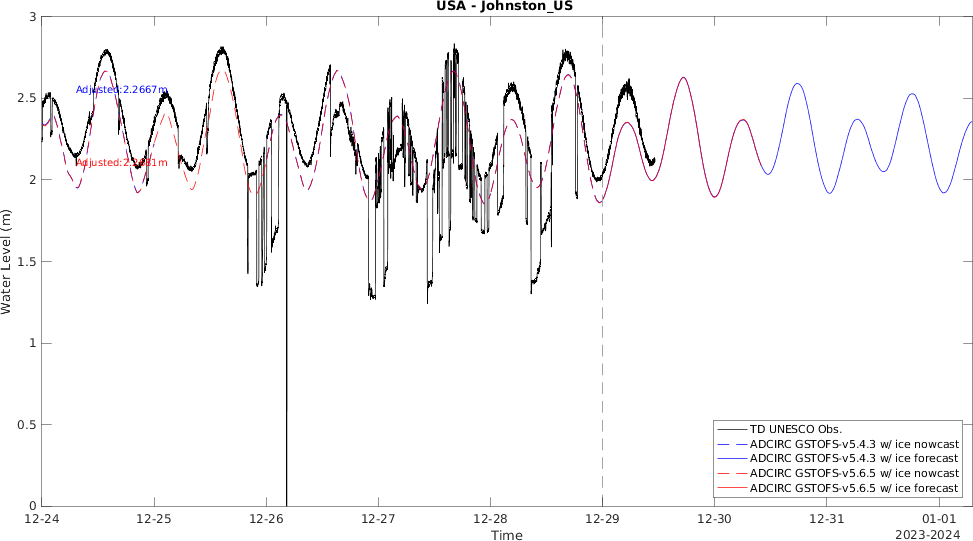 USA - Johnston_US
3
2.5
2
1.5
1
0.5
0
Water Level (m)
Adjusted:2.2667m
12-24
12-25
12-26
12-27
12-28
12-29
12-30
12-31
01-01
Time
2023-2024
TD UNESCO Obs.
ADCIRC GSTOFS-v5.4.3 w/ ice nowcast
ADCIRC GSTOFS-v5.4.3 w/ ice forecast
ADCIRC GSTOFS-v5.6.5 w/ ice nowcast
ADCIRC GSTOFS-v5.6.5 w/ ice forecast